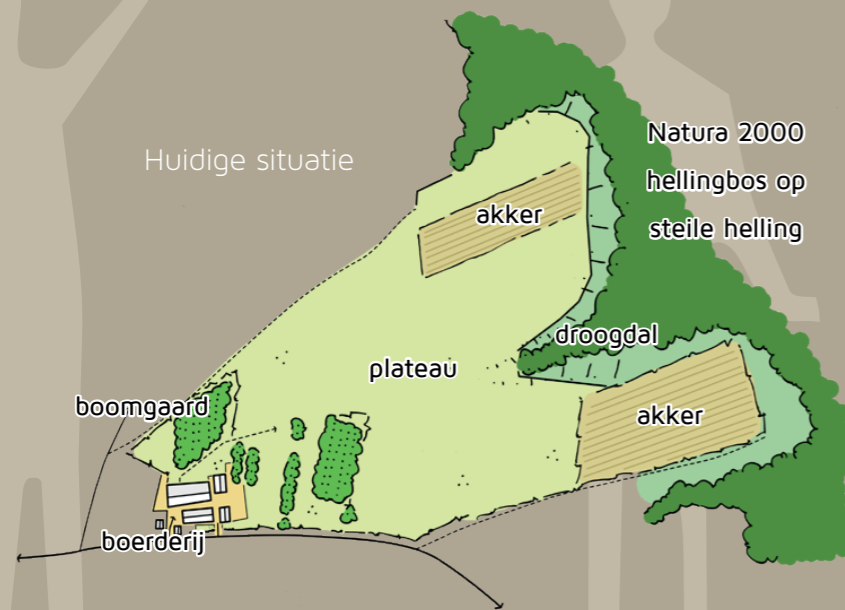 Huidige situatie
Natura 2000
hellingbos op
steile helling
akker
droogdal
plateau
boomgaard
akker
boerderij